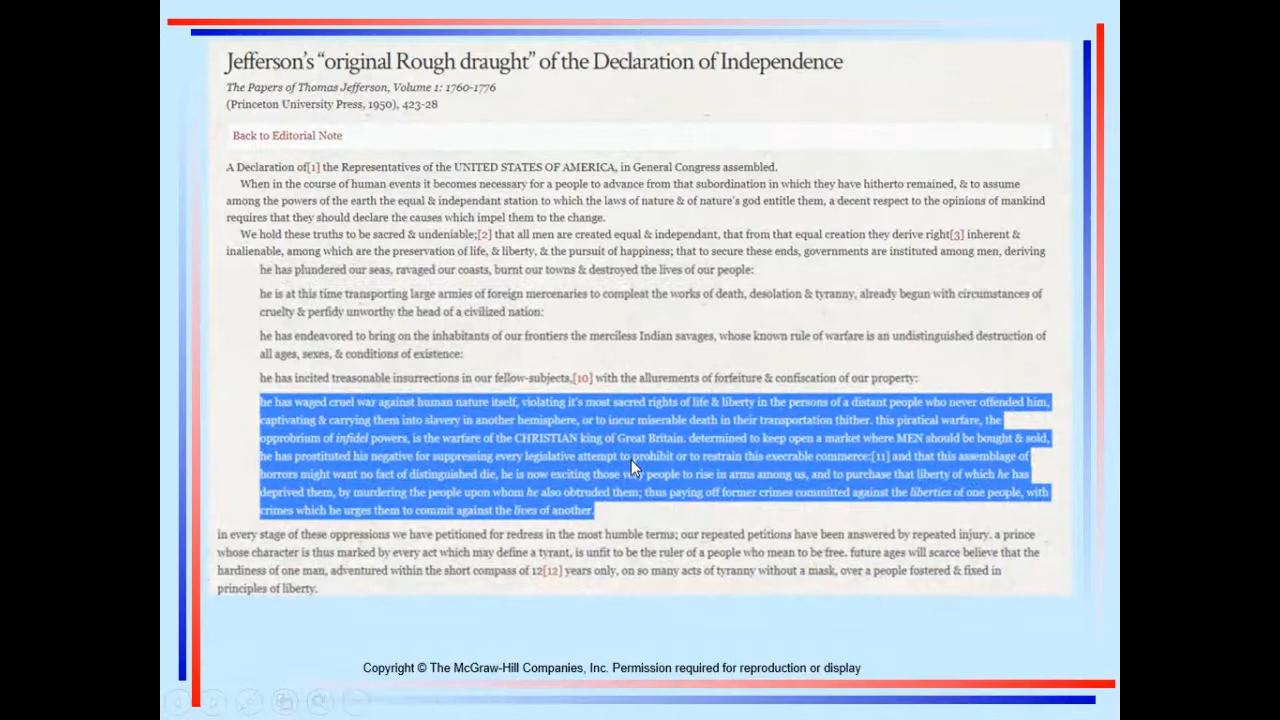 Jefferson's “original Rough draught” of the Declaration of Independence
The Papers of Thomas Jefferson, Volume 1: 1760-1776
(Princeton University Press, 1950), 423-28
Back to Editorial Note
A Declaration of[1] the Representatives of the UNITED STATES OF AMERICA, in General Congress assembled.
When in the course of human events it becomes necessary for a people to advance from that subordination in which they have hitherto remained, & to assume
among the powers of the earth the equal & independant station to which the laws of nature & of nature's god entitle them, a decent respect to the opinions of mankind
requires that they should declare the causes which impel them to the change.
We hold these truths to be sacred & undeniable;[2] that all men are created equal & independant, that from that equal creation they derive right[3] inherent &
inalienable, among which are the preservation of life, & liberty, & the pursuit of happiness; that to secure these ends, governments are instituted among men, deriving
he has plundered our seas, ravaged our coasts, burnt our towns & destroyed the lives of our people:
he is at this time transporting large armies of foreign mercenaries to compleat the works of death, desolation & tyranny, already begun with circumstances of
cruelty & perfidy unworthy the head of a civilized nation:
he has endeavored to bring on the inhabitants of our frontiers the merciless Indian savages, whose known rule of warfare is an undistinguished destruction of
all ages, sexes, & conditions of existence:
he has incited treasonable insurrections in our fellow-subjects,[10] with the allurements of forfeiture & confiscation of our property:
he has waged cruel war against human nature itself, violating it's most sacred rights of life & liberty in the persons of a distant people who never offended him,
captivating & carrying them into slavery in another hemisphere, or to incur miserable death in their transportation thither. this piratical warfare, the
opprobrium of infidel powers, is the warfare of the CHRISTIAN king of Great Britain. determined to keep open a market where MEN should be bought & sold,
he has prostituted his negative for suppressing every legislative attempt to prohibit or to restrain this execrable commerce:[11] and that this assemblage of
horrors might want no fact of distinguished die, he is now exciting those very people to rise in arms among us, and to purchase that liberty of which he has
deprived them, by murdering the people upon whom he also obtruded them; thus paying off former crimes committed against the liberties of one people, with
crimes which he urges them to commit against the lives of another.
in every stage of these oppressions we have petitioned for redress in the most humble terms; our repeated petitions have been answered by repeated injury. a prince
whose character is thus marked by every act which may define a tyrant, is unfit to be the ruler of a people who mean to be free. future ages will scarce believe that the
hardiness of one man, adventured within the short compass of 12[12] years only, on so many acts of tyranny without a mask, over a people fostered & fixed in
principles of liberty.
Copyright © The McGraw-Hill Companies, Inc. Permission required for reproduction or display